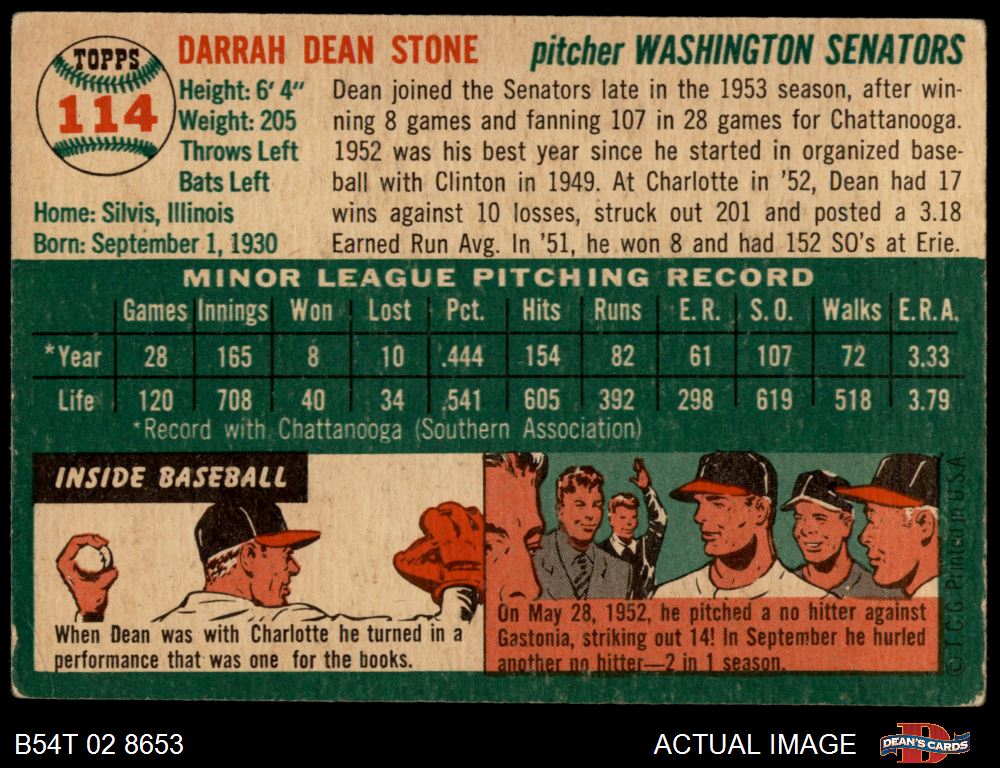 TOPPS
114
DARRAH DEAN STONE
pitcher WASHINGTON SENATORS
Height: 6' 4"
Weight: 205
Throws Left
Bats Left
Home: Silvis, Illinois
Born: September 1, 1930
Dean joined the Senators late in the 1953 season, after win-
ning 8 games and fanning 107 in 28 games for Chattanooga.
1952 was his best year since he started in organized base-
ball with Clinton in 1949. At Charlotte in '52, Dean had 17
wins against 10 losses, struck out 201 and posted a 3.18
Earned Run Avg. In '51, he won 8 and had 152 SO's at Erie.
MINOR LEAGUE PITCHING RECORD
Games Innings Won Lost Pct. Hits Runs E.R. S.O. Walks E.R.A.
*Year 28 165 8 10 .444 154 82 61 107 72 3.33
Life 120 708 40 34 .541 605 392 298 619 518 3.79
*Record with Chattanooga (Southern Association)
INSIDE BASEBALL
When Dean was with Charlotte he turned in a
performance that was one for the books.
On May 28, 1952, he pitched a no hitter against
Gastonia, striking out 14! In September he hurled
another no hitter—2 in 1 season.
© T.C.G. Printed in U.S.A.
B54T 02 8653
ACTUAL IMAGE
DEAN'S CARDS